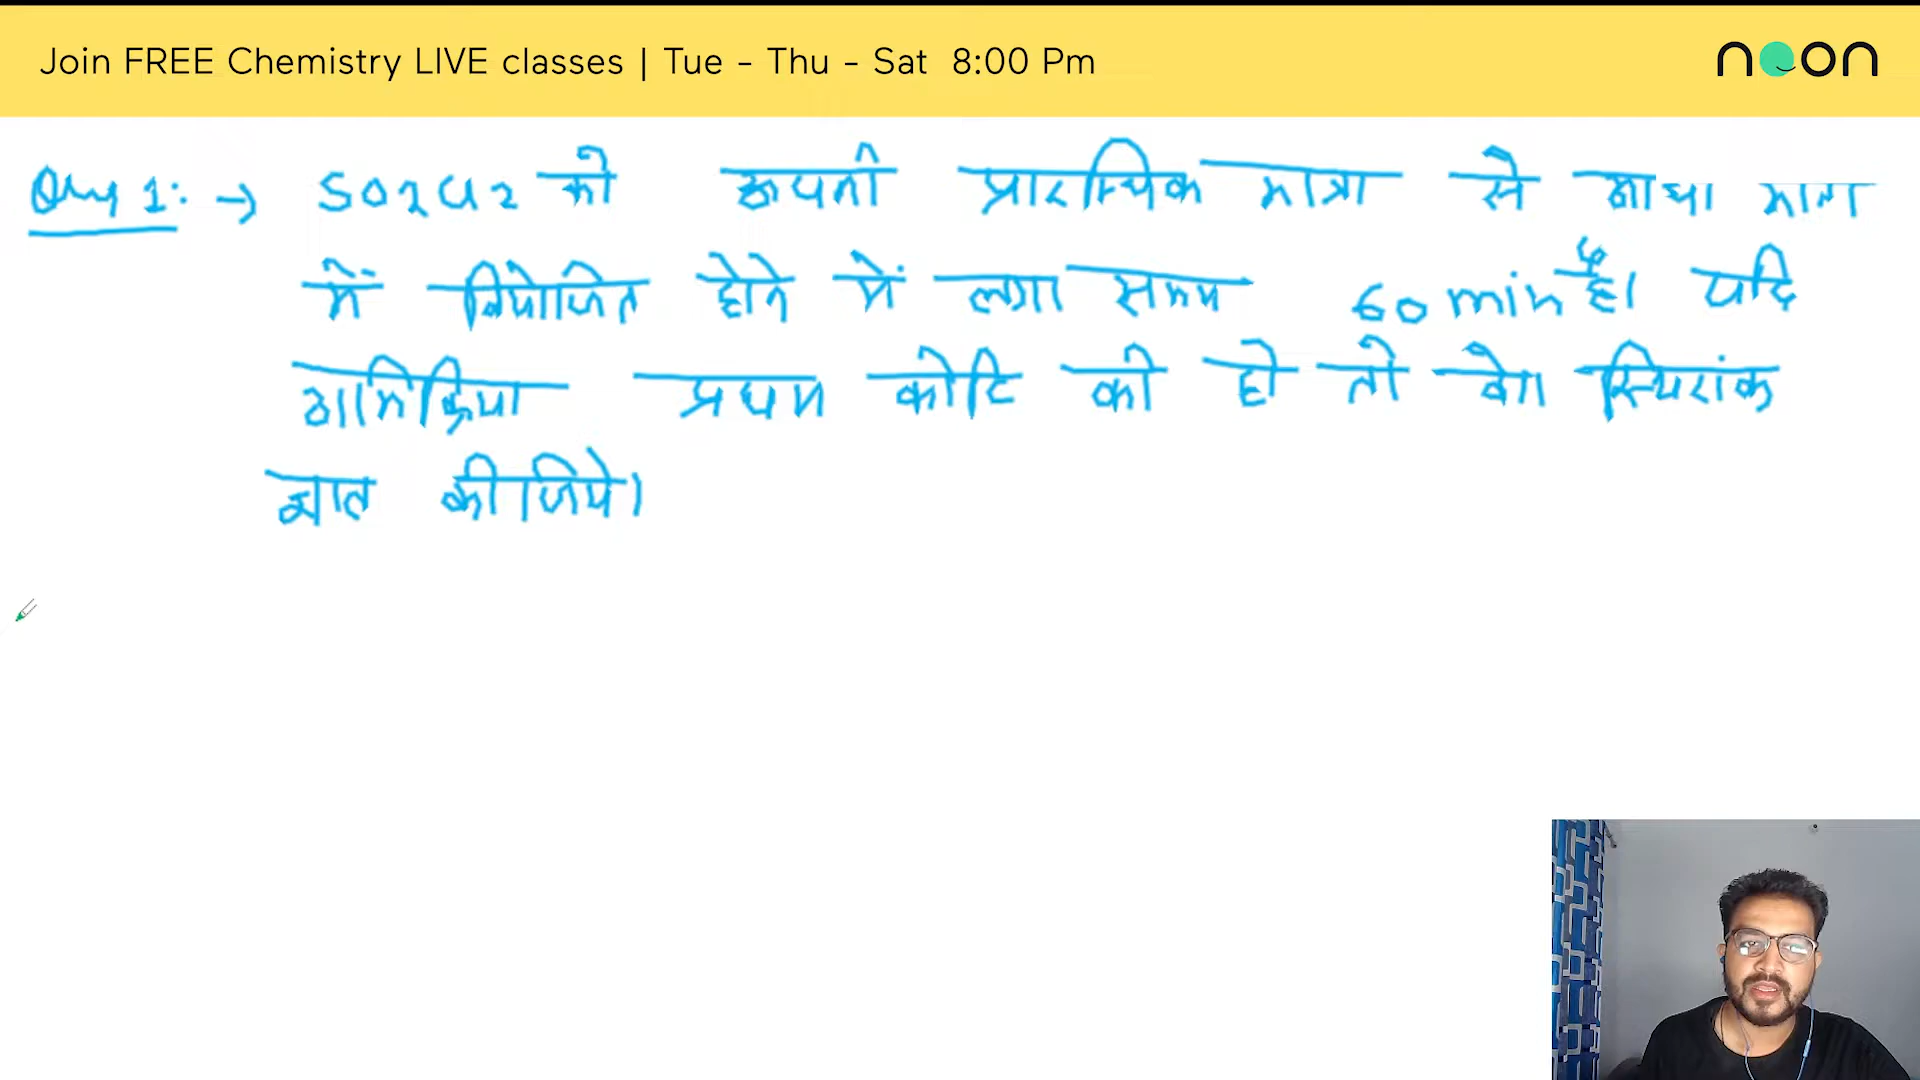 Join FREE Chemistry LIVE classes | Tue - Thu - Sat 8:00 Pm
noon
Ques 1: → SO2Cl2 को अपनी प्रारम्भिक मात्रा से आधा भाग
में वियोजित होने में लगा समय 60 min है। यदि
अभिक्रिया प्रथम कोटि की हो तो वेग स्थिरांक
ज्ञात कीजिये।